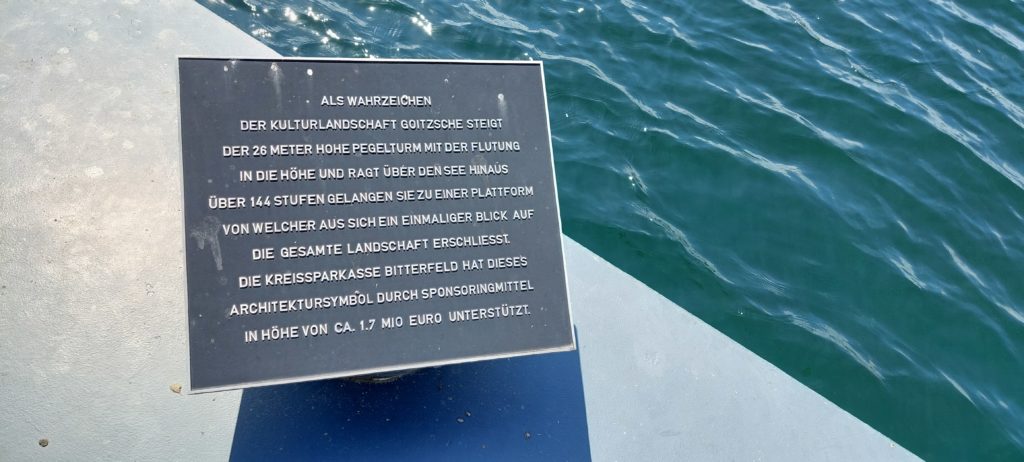 ALS WAHRZEICHEN
DER KULTURLANDSCHAFT GOITZSCHE STEIGT
DER 26 METER HOHE PEGELTURM MIT DER FLUTUNG
IN DIE HÖHE UND RAGT ÜBER DEN SEE HINAUS
ÜBER 144 STUFEN GELANGEN SIE ZU EINER PLATTFORM
VON WELCHER AUS SICH EIN EINMALIGER BLICK AUF
DIE GESAMTE LANDSCHAFT ERSCHLIESST.
DIE KREISSPARKASSE BITTERFELD HAT DIESES
ARCHITEKTURSYMBOL DURCH SPONSORINGMITTEL
IN HÖHE VON CA. 1.7 MIO EURO UNTERSTÜTZT.